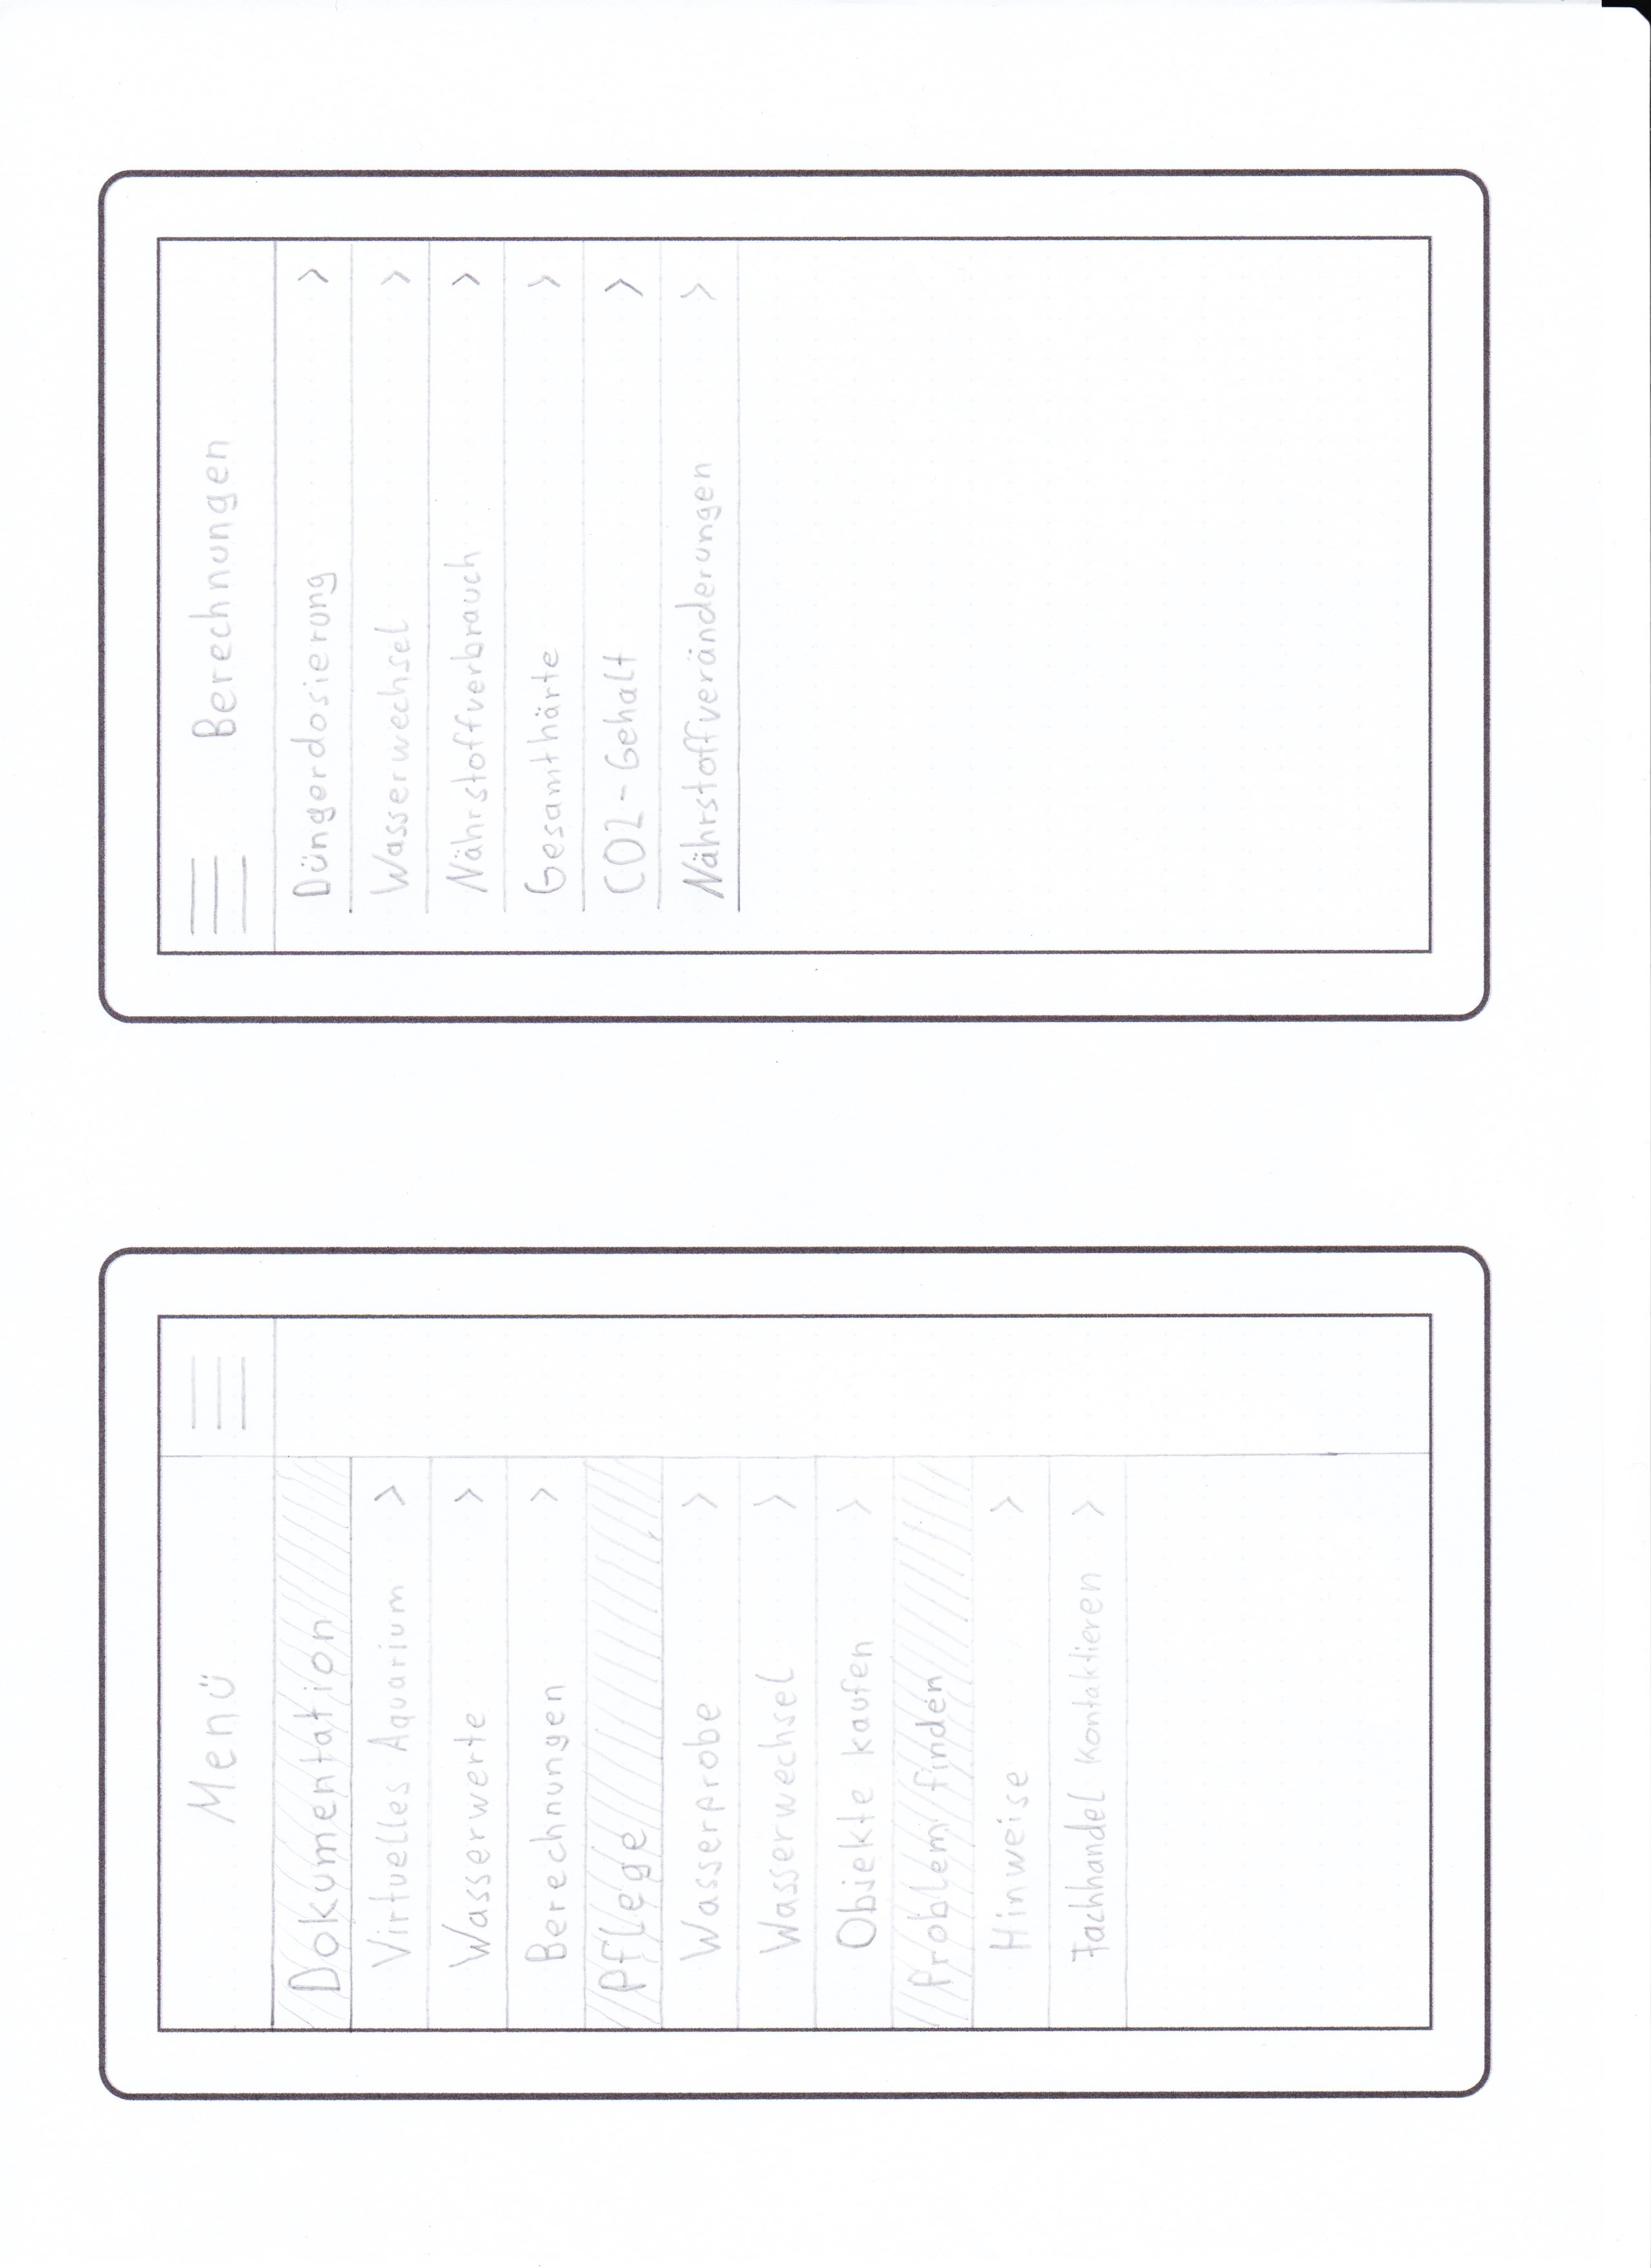 Menü
Dokumentation
Virtuelles Aquarium >
Wasserwerte >
Berechnungen >
Pflege
Wasserprobe >
Wasserwechsel >
Objekte kaufen >
Problem finden
Hinweise >
Fachhandel kontaktieren >
Berechnungen
Düngerdosierung >
Wasserwechsel >
Nährstoffverbrauch >
Gesamthärte >
CO2-Gehalt >
Nährstoffveränderungen >